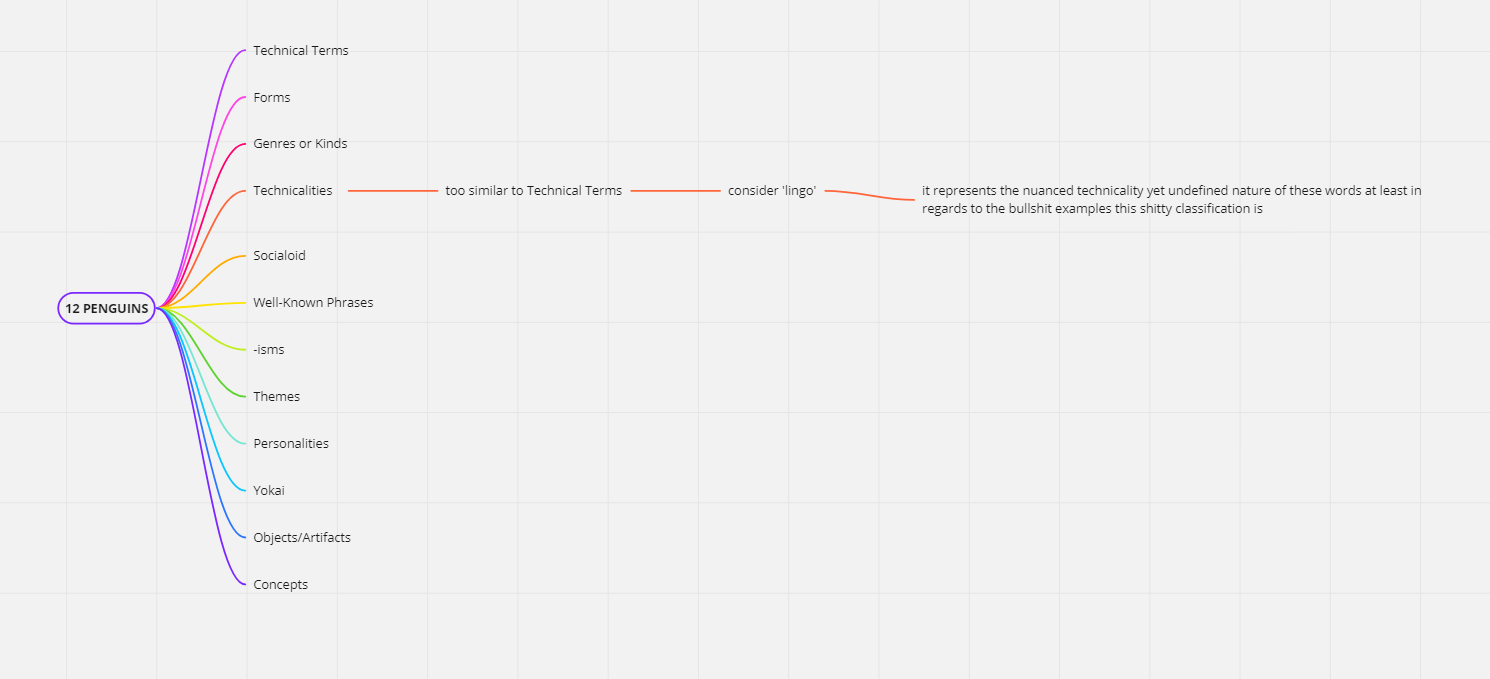 Technical Terms
Forms
Genres or Kinds
Technicalities
too similar to Technical Terms
consider 'lingo'
it represents the nuanced technicality yet undefined nature of these words at least in
regards to the bullshit examples this shitty classification is
Socialoid
12 PENGUINS
Well-Known Phrases
-isms
Themes
Personalities
Yokai
Objects/Artifacts
Concepts